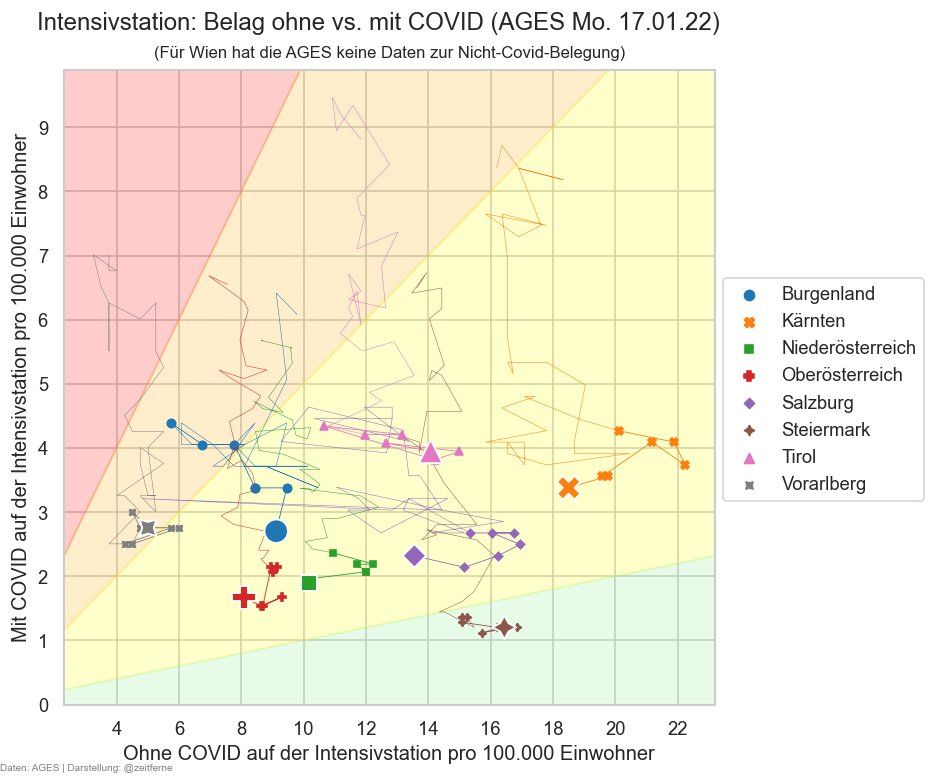 Intensivstation: Belag ohne vs. mit COVID (AGES Mo. 17.01.22)
(Für Wien hat die AGES keine Daten zur Nicht-Covid-Belegung)
Mit COVID auf der Intensivstation pro 100.000 Einwohner
9
8
7
6
5
4
3
2
1
0
4 6 8 10 12 14 16 18 20 22
Ohne COVID auf der Intensivstation pro 100.000 Einwohner
Burgenland
Kärnten
Niederösterreich
Oberösterreich
Salzburg
Steiermark
Tirol
Vorarlberg
Daten: AGES | Darstellung: @zeitferne